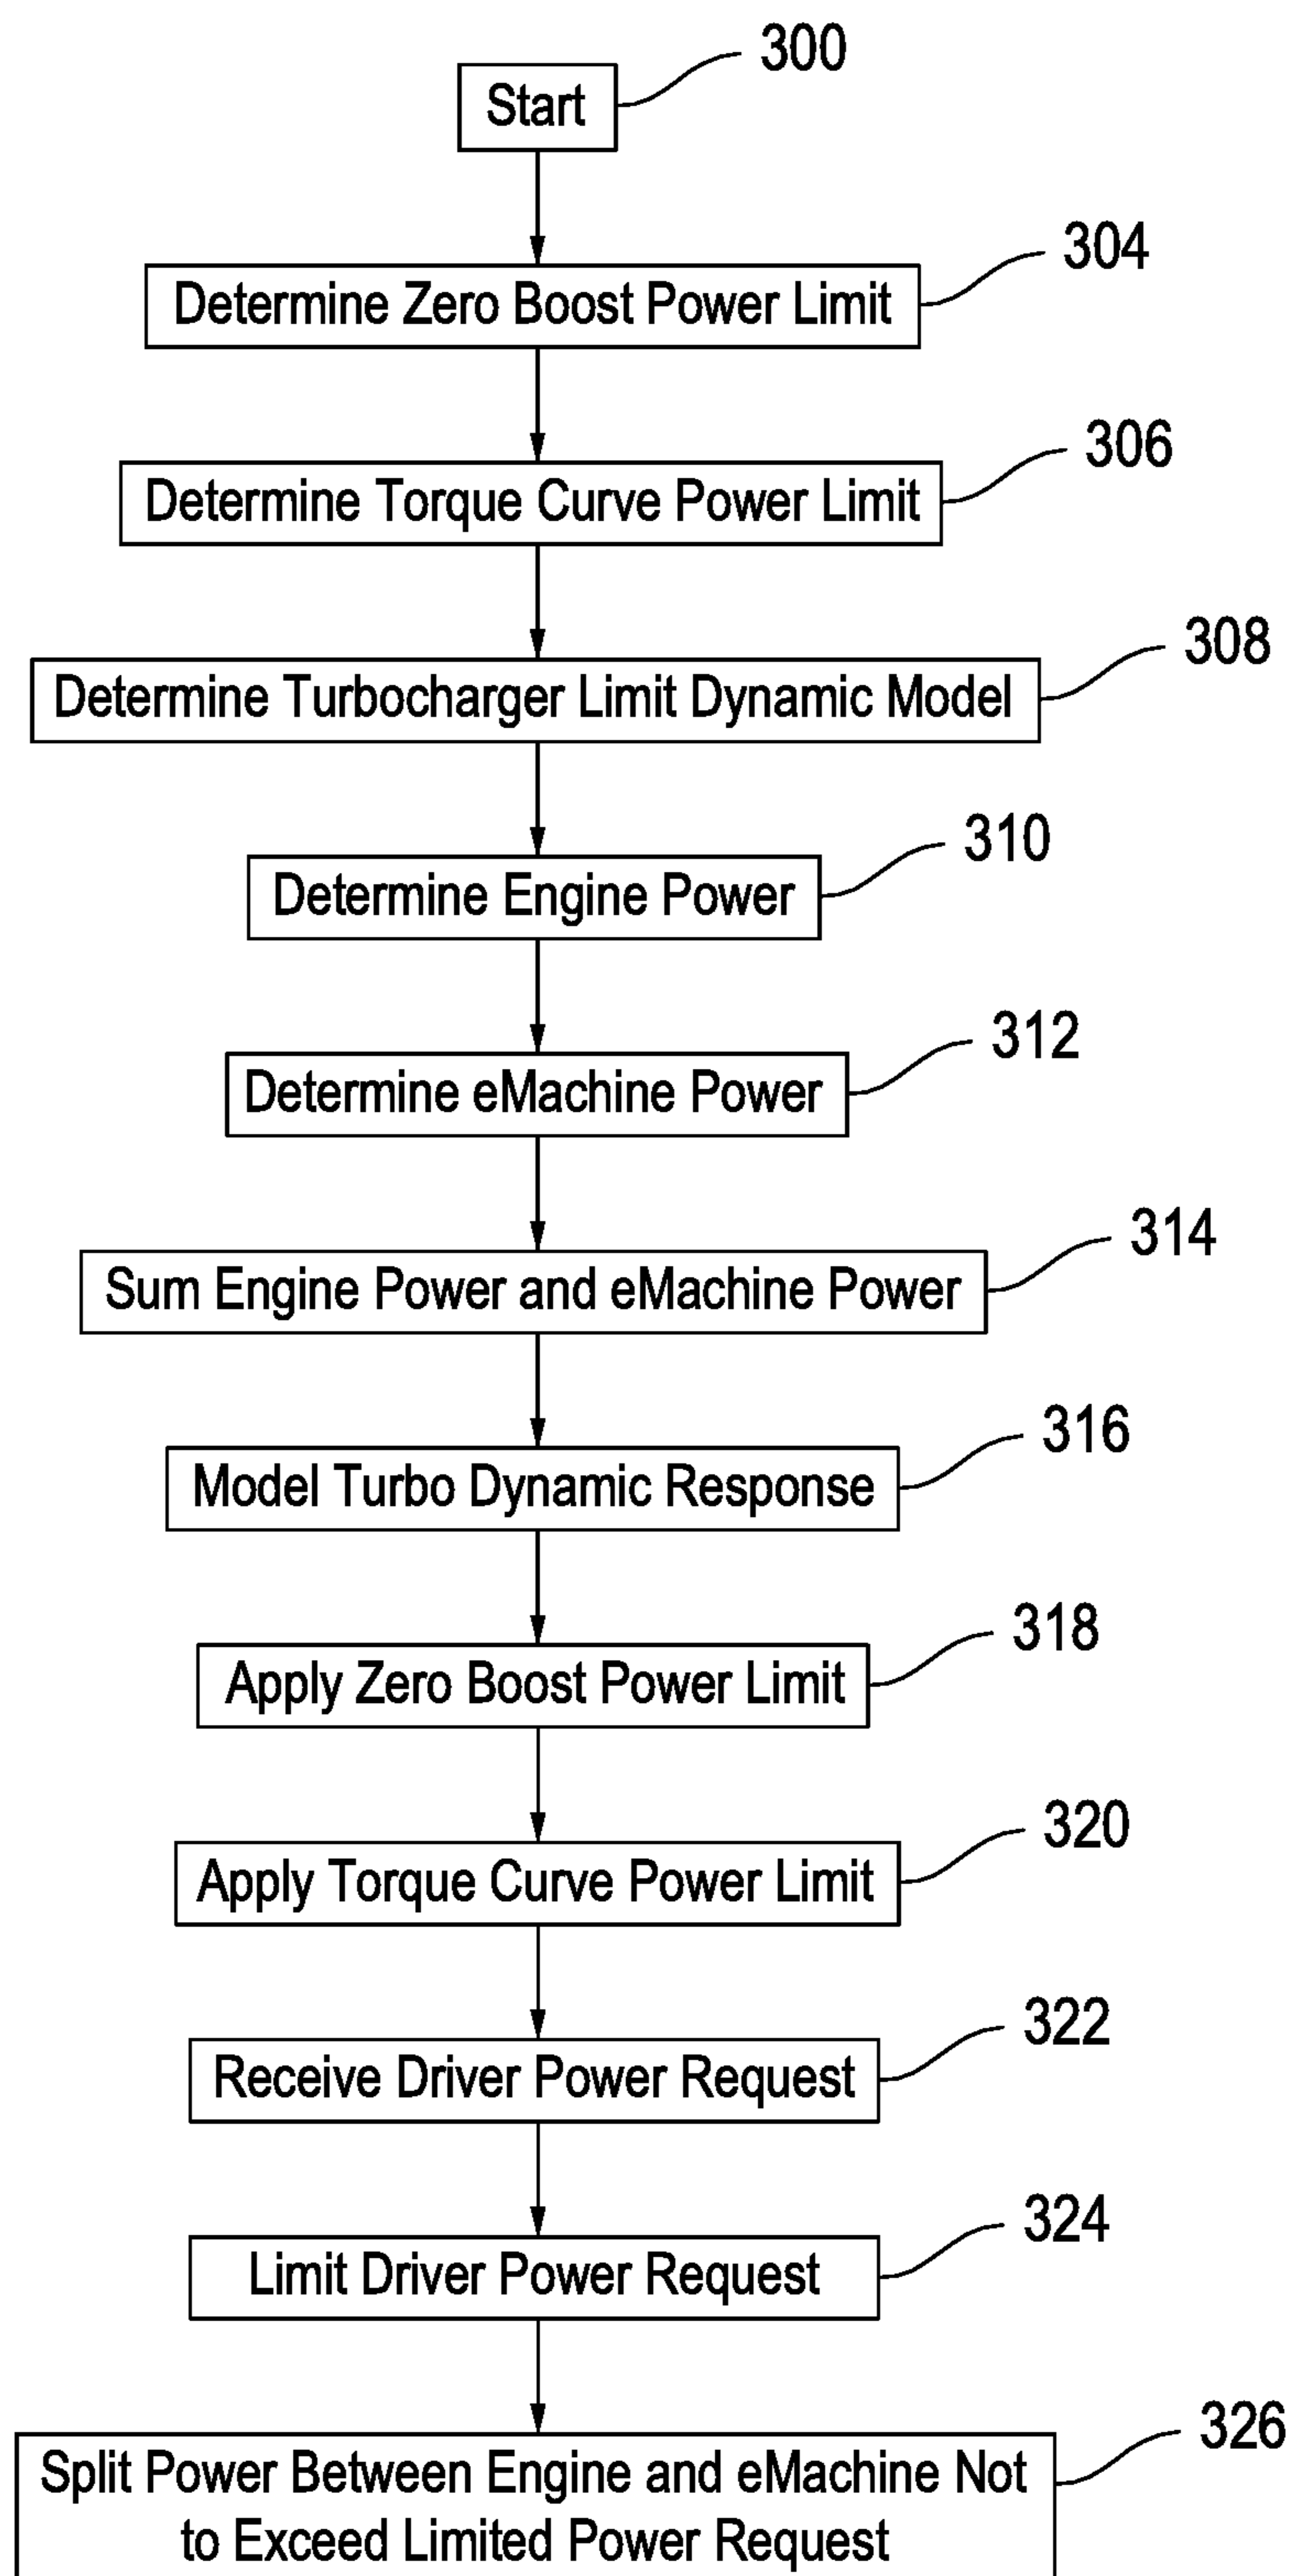 300
Start
304
Determine Zero Boost Power Limit
306
Determine Torque Curve Power Limit
308
Determine Turbocharger Limit Dynamic Model
310
Determine Engine Power
312
Determine eMachine Power
314
Sum Engine Power and eMachine Power
316
Model Turbo Dynamic Response
318
Apply Zero Boost Power Limit
320
Apply Torque Curve Power Limit
322
Receive Driver Power Request
324
Limit Driver Power Request
326
Split Power Between Engine and eMachine Not
to Exceed Limited Power Request